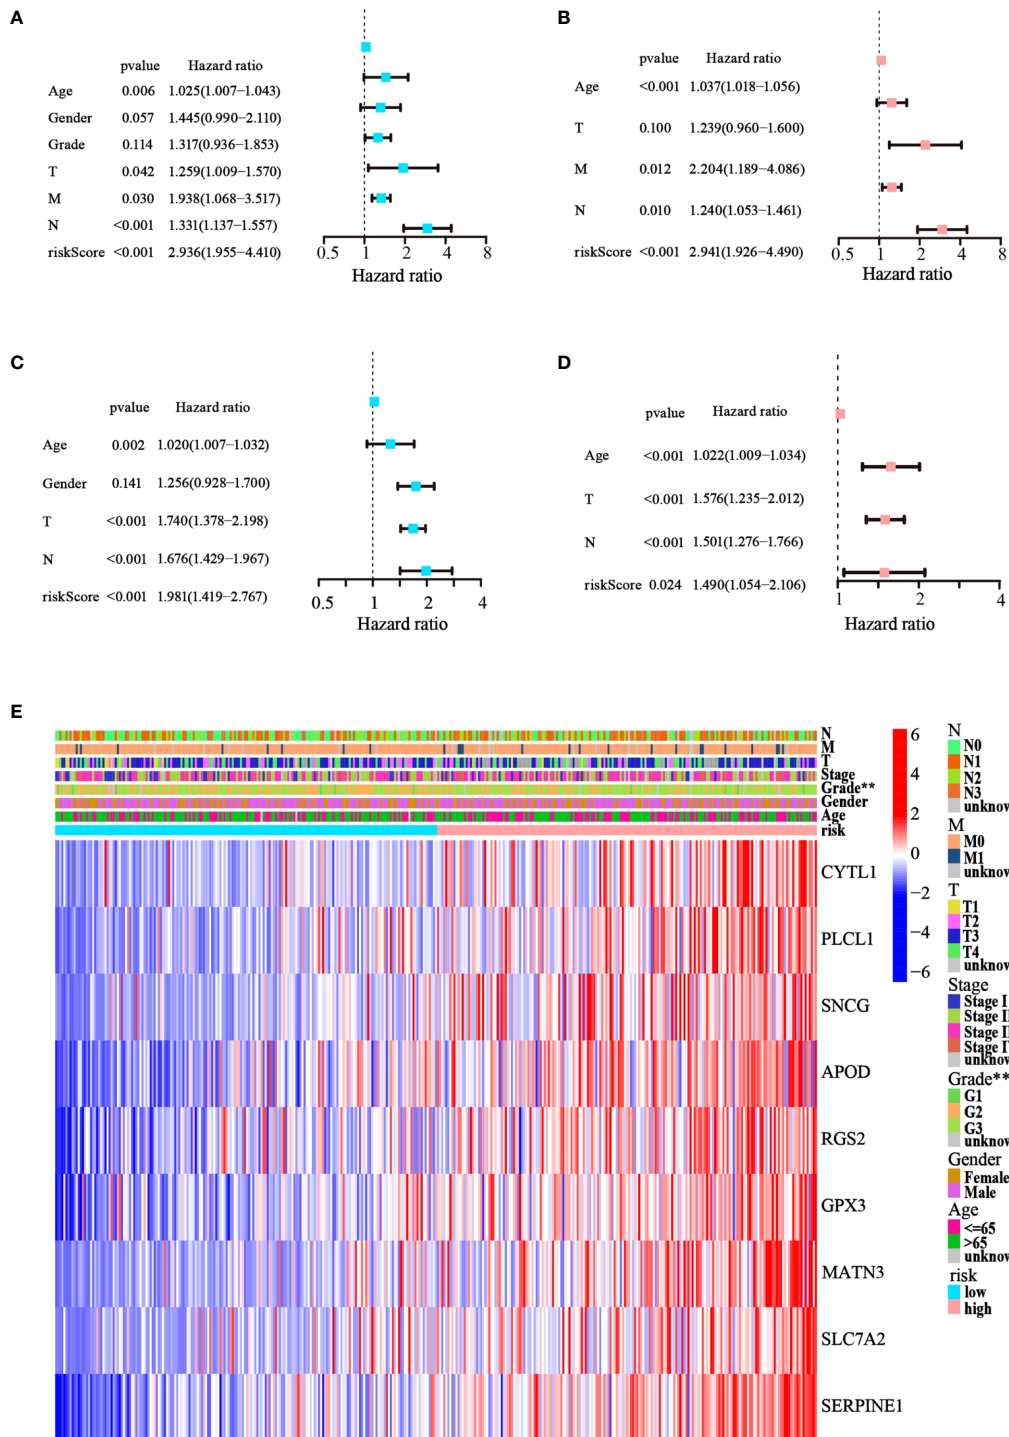 A
pvalue Hazard ratio
Age 0.006 1.025(1.007−1.043)
Gender 0.057 1.445(0.990−2.110)
Grade 0.114 1.317(0.936−1.853)
T 0.042 1.259(1.009−1.570)
M 0.030 1.938(1.068−3.517)
N <0.001 1.331(1.137−1.557)
riskScore <0.001 2.936(1.955−4.410)
0.5 1 2 4 8
Hazard ratio
B
pvalue Hazard ratio
Age <0.001 1.037(1.018−1.056)
T 0.100 1.239(0.960−1.600)
M 0.012 2.204(1.189−4.086)
N 0.010 1.240(1.053−1.461)
riskScore <0.001 2.941(1.926−4.490)
0.5 1 2 4 8
Hazard ratio
C
pvalue Hazard ratio
Age 0.002 1.020(1.007−1.032)
Gender 0.141 1.256(0.928−1.700)
T <0.001 1.740(1.378−2.198)
N <0.001 1.676(1.429−1.967)
riskScore <0.001 1.981(1.419−2.767)
0.5 1 2 4
Hazard ratio
D
pvalue Hazard ratio
Age <0.001 1.022(1.009−1.034)
T <0.001 1.576(1.235−2.012)
N <0.001 1.501(1.276−1.766)
riskScore 0.024 1.490(1.054−2.106)
1 2 4
Hazard ratio
E
N
M
T
Stage
Grade**
Gender
Age
risk
CYTL1
PLCL1
SNCG
APOD
RGS2
GPX3
MATN3
SLC7A2
SERPINE1
6
4
2
0
−2
−4
−6
N
N0
N1
N2
N3
unknow
M
M0
M1
unknow
T
T1
T2
T3
T4
unknow
Stage
Stage I
Stage II
Stage II
Stage I
unknow
Grade**
G1
G2
G3
unknow
Gender
Female
Male
Age
<=65
>65
unknow
risk
low
high